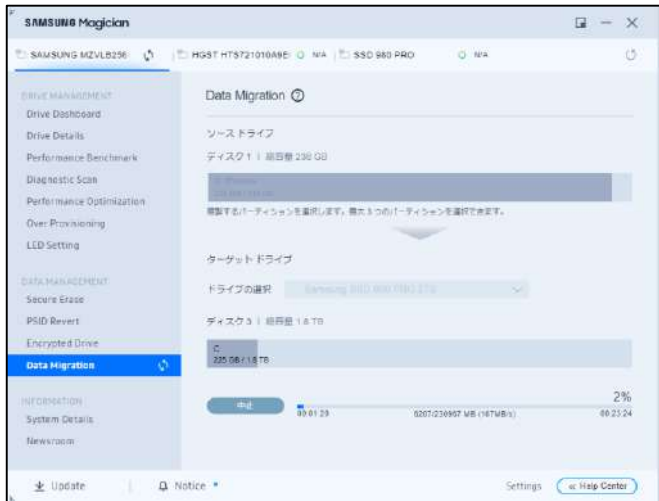 SAMSUNG Magician
SAMSUNG MZVLB256
HGST HTS721010A9E
N/A
SSD 980 PRO
N/A
DRIVE MANAGEMENT
Drive Dashboard
Drive Details
Performance Benchmark
Diagnostic Scan
Performance Optimization
Over Provisioning
LED Setting
DATA MANAGEMENT
Secure Erase
PSID Revert
Encrypted Drive
Data Migration
INFORMATION
System Details
Newsroom
Update
Notice
Data Migration ?
ソース ドライブ
ディスク 1 | 総容量 238 GB
複製するパーティションを選択します。最大 3 つのパーティションを選択できます。
ターゲット ドライブ
ドライブの選択
ディスク 3 | 総容量 1.8 TB
C
225 GB / 1.8 TB
中止
2%
00:01:29
6207/230967 MB (167MB/s)
00:23:24
Settings
« Help Center